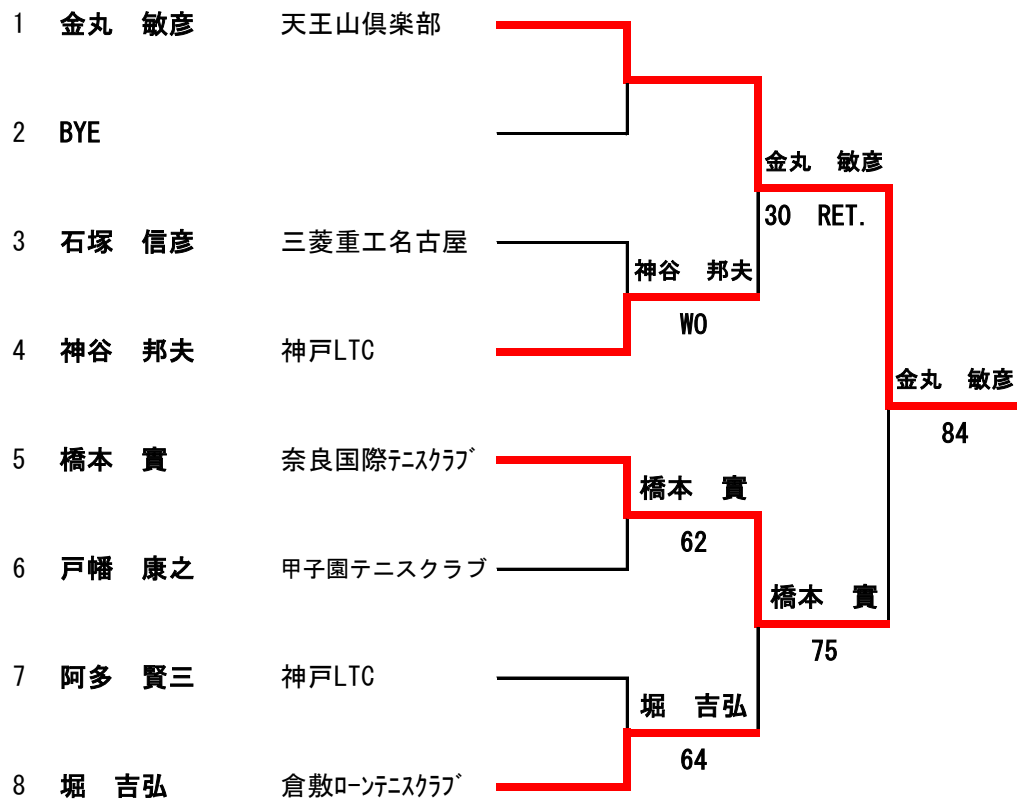 1 金丸 敏彦 天王山倶楽部
2 BYE
金丸 敏彦
30 RET.
3 石塚 信彦 三菱重工名古屋
神谷 邦夫
WO
4 神谷 邦夫 神戸LTC
金丸 敏彦
84
5 橋本 實 奈良国際ﾃﾆｽｸﾗﾌﾞ
橋本 實
62
6 戸幡 康之 甲子園テニスクラブ
橋本 實
75
7 阿多 賢三 神戸LTC
堀 吉弘
64
8 堀 吉弘 倉敷ﾛｰﾝﾃﾆｽｸﾗﾌﾞ